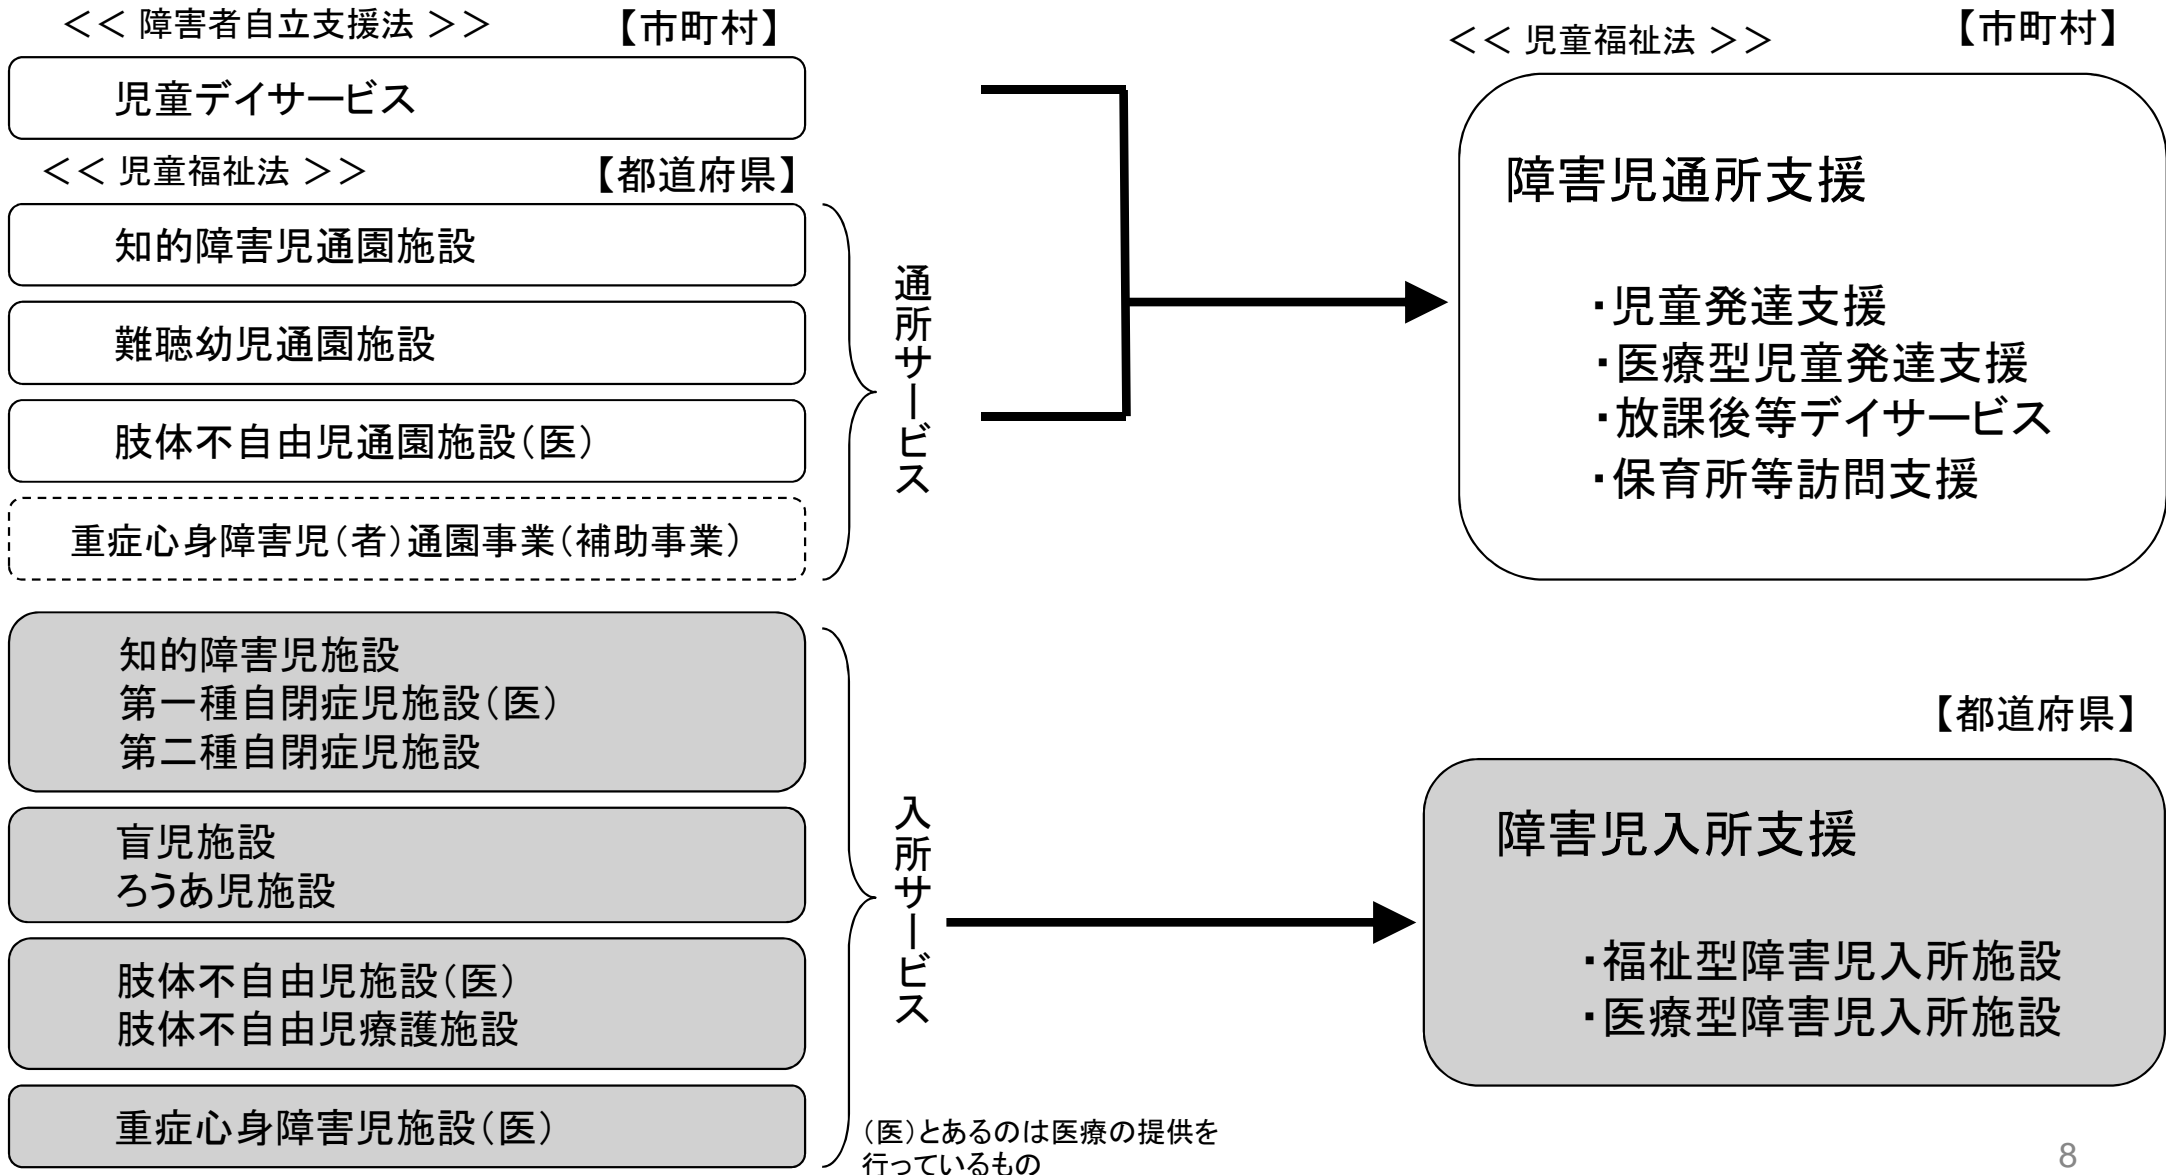 ＜＜ 障害者自立支援法 ＞＞
【市町村】
児童デイサービス
＜＜ 児童福祉法 ＞＞
【都道府県】
知的障害児通園施設
難聴幼児通園施設
肢体不自由児通園施設（医）
重症心身障害児（者）通園事業（補助事業）
通所サービス
知的障害児施設
第一種自閉症児施設（医）
第二種自閉症児施設
盲児施設
ろうあ児施設
肢体不自由児施設（医）
肢体不自由児療護施設
重症心身障害児施設（医）
入所サービス
（医）とあるのは医療の提供を
行っているもの
＜＜ 児童福祉法 ＞＞
【市町村】
障害児通所支援
・児童発達支援
・医療型児童発達支援
・放課後等デイサービス
・保育所等訪問支援
【都道府県】
障害児入所支援
・福祉型障害児入所施設
・医療型障害児入所施設
8